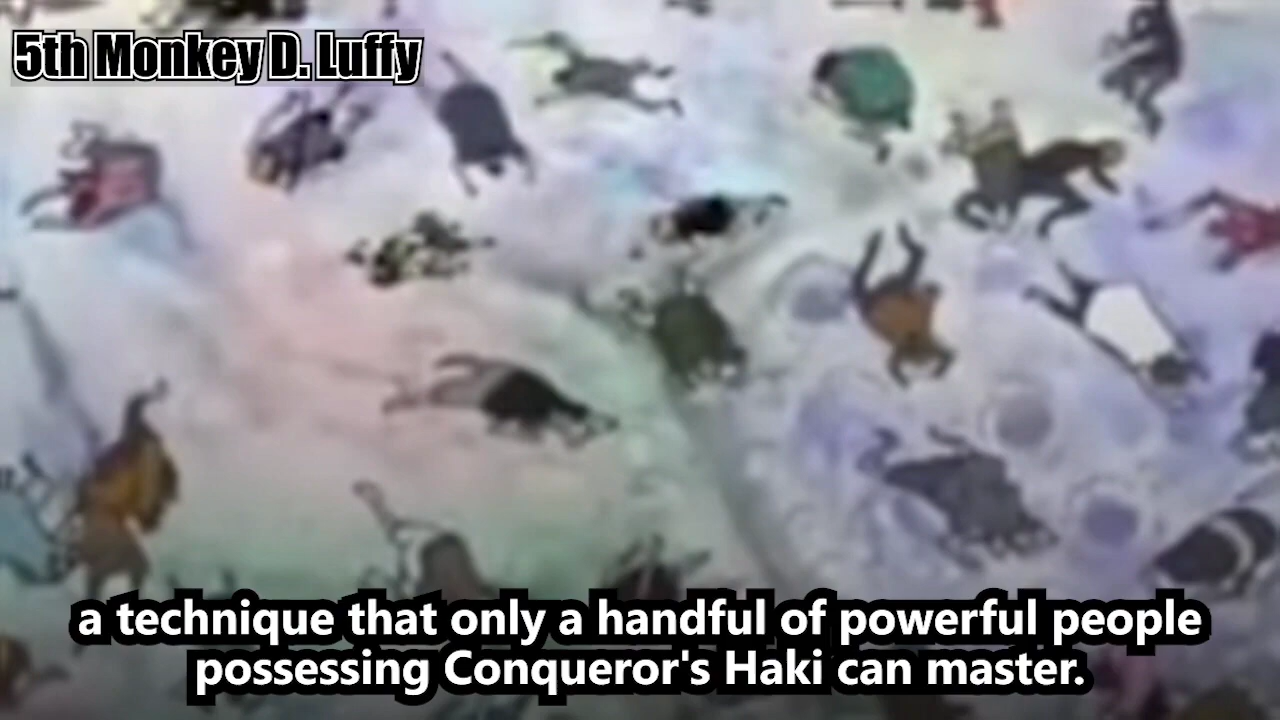 5th Monkey D. Luffy
a technique that only a handful of powerful people
possessing Conqueror's Haki can master.